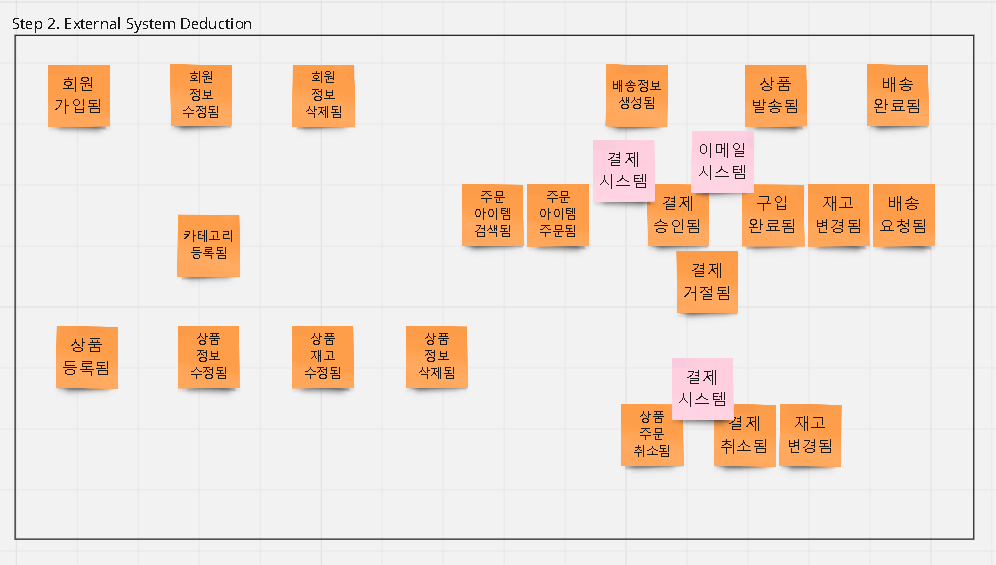 Step 2. External System Deduction
회원
가입됨
회원
정보
수정됨
회원
정보
삭제됨
배송정보
생성됨
상품
발송됨
배송
완료됨
결제
시스템
이메일
시스템
주문
아이템
검색됨
주문
아이템
주문됨
결제
승인됨
구입
완료됨
재고
변경됨
배송
요청됨
카테고리
등록됨
결제
거절됨
상품
등록됨
상품
정보
수정됨
상품
재고
수정됨
상품
정보
삭제됨
결제
시스템
상품
주문
취소됨
결제
취소됨
재고
변경됨